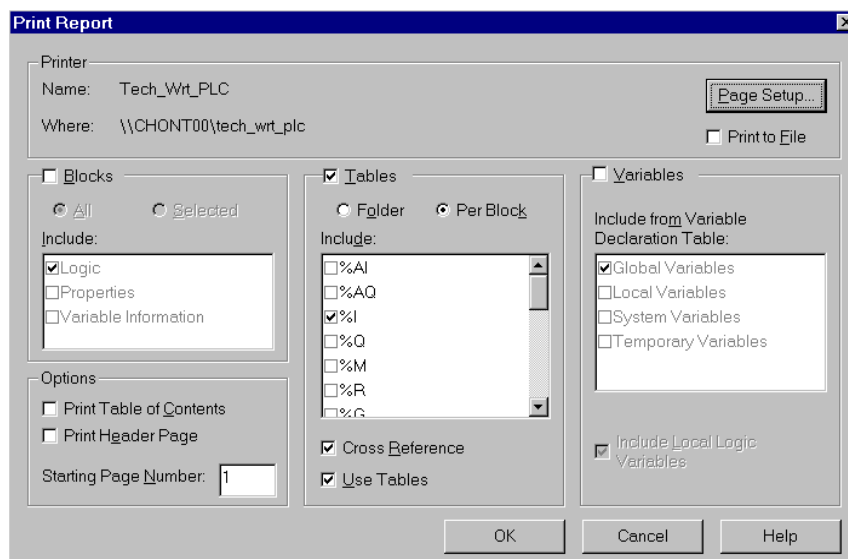 Print Report
Printer
Name: Tech_Wrt_PLC
Page Setup...
Where: \\CHONT00\tech_wrt_plc
Print to File
Blocks
All Selected
Include:
Logic
Properties
Variable Information
Options
Print Table of Contents
Print Header Page
Starting Page Number: 1
Tables
Folder Per Block
Include:
%AI
%AQ
%I
%Q
%M
%R
%G
Cross Reference
Use Tables
Variables
Include from Variable
Declaration Table:
Global Variables
Local Variables
System Variables
Temporary Variables
Include Local Logic
Variables
OK Cancel Help